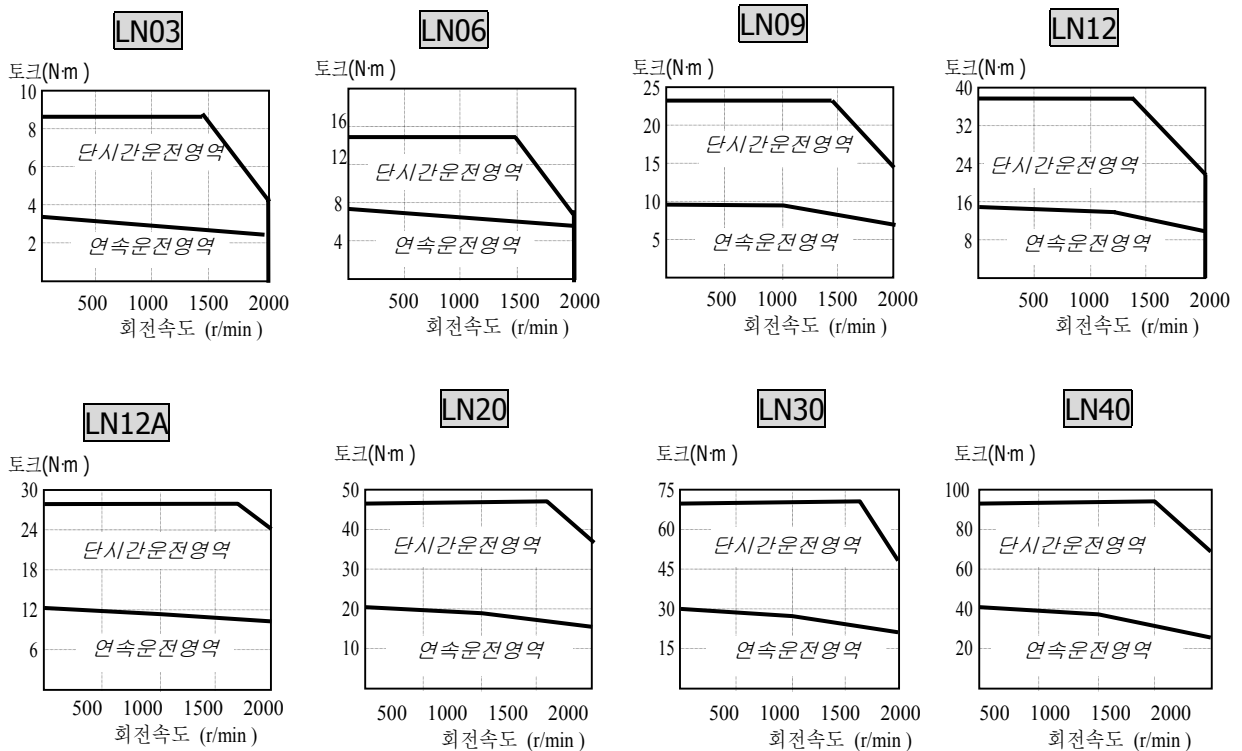 LN03
토크(N·m )
10
8
6
4
2
단시간운전영역
연속운전영역
500 1000 1500 2000
회전속도 (r/min )
LN06
토크(N·m )
16
12
8
4
단시간운전영역
연속운전영역
500 1000 1500 2000
회전속도 (r/min )
LN09
토크(N·m )
25
20
15
10
5
단시간운전영역
연속운전영역
500 1000 1500 2000
회전속도 (r/min )
LN12
토크(N·m )
40
32
24
16
8
단시간운전영역
연속운전영역
500 1000 1500 2000
회전속도 (r/min )
LN12A
토크(N·m )
30
24
18
12
6
단시간운전영역
연속운전영역
500 1000 1500 2000
회전속도 (r/min )
LN20
토크(N·m )
50
40
30
20
10
단시간운전영역
연속운전영역
500 1000 1500 2000
회전속도 (r/min )
LN30
토크(N·m )
75
60
45
30
15
단시간운전영역
연속운전영역
500 1000 1500 2000
회전속도 (r/min )
LN40
토크(N·m )
100
80
60
40
20
단시간운전영역
연속운전영역
500 1000 1500 2000
회전속도 (r/min )